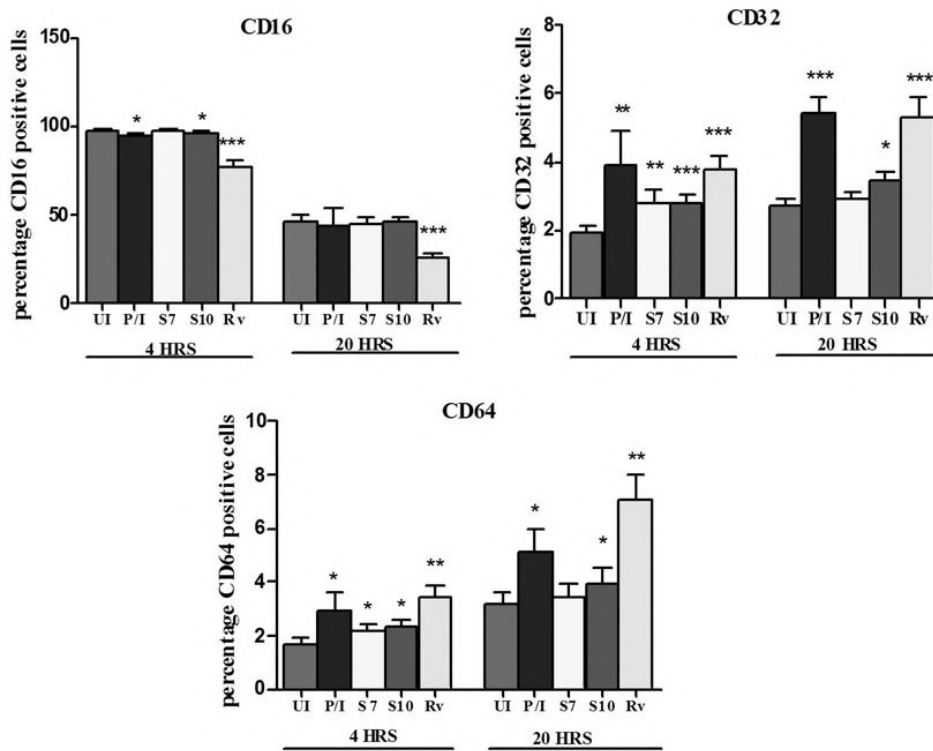 CD16
percentage CD16 positive cells
150
100
50
0
* * ***
***
UI P/I S7 S10 Rv UI P/I S7 S10 Rv
4 HRS 20 HRS
CD32
percentage CD32 positive cells
8
6
4
2
0
** ** *** ***
*** * ***
UI P/I S7 S10 Rv UI P/I S7 S10 Rv
4 HRS 20 HRS
CD64
percentage CD64 positive cells
10
8
6
4
2
0
* * * **
* * **
UI P/I S7 S10 Rv UI P/I S7 S10 Rv
4 HRS 20 HRS